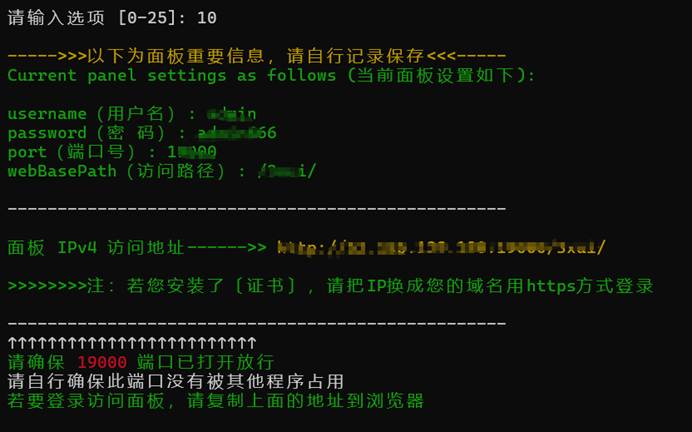 请输入选项 [0-25]: 10
----->>>以下为面板重要信息，请自行记录保存<<<-----
Current panel settings as follows (当前面板设置如下):
username（用户名）:
password（密 码）:
port（端口号）:
webBasePath（访问路径）:
--------------------------------------------------
面板 IPv4 访问地址------>>
>>>>>>>>注：若您安装了〔证书〕，请把IP换成您的域名用https方式登录
--------------------------------------------------
↑↑↑↑↑↑↑↑↑↑↑↑↑↑↑↑↑↑↑↑↑↑↑↑↑
请确保 19000 端口已打开放行
请自行确保此端口没有被其他程序占用
若要登录访问面板，请复制上面的地址到浏览器